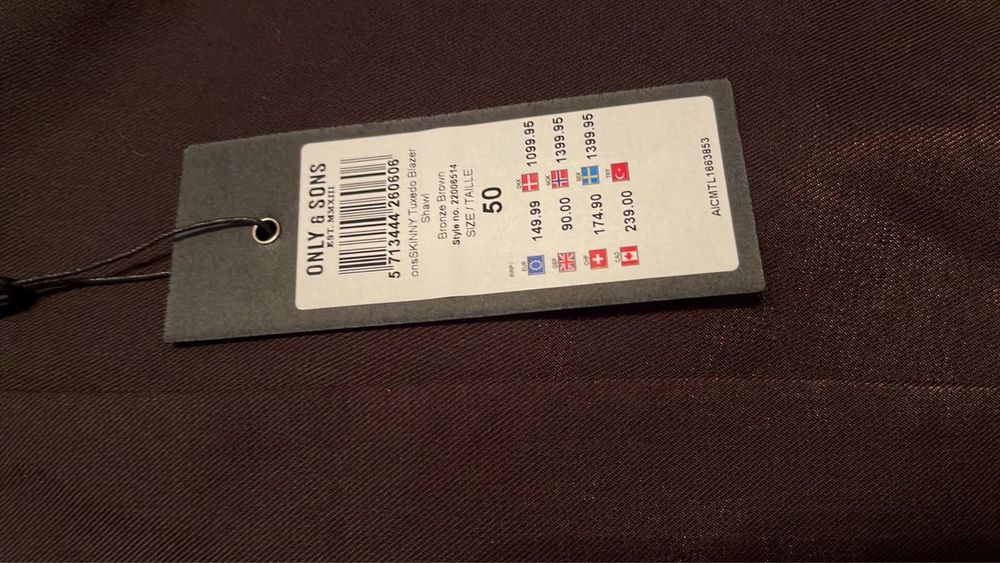 ONLY & SONS
EST. MMXIII
5 713444 260606
onsSKINNY Tuxedo Blazer
Shawl
Bronze Brown
Style no. 22006514
SIZE / TAILLE
50
RRP:
EUR 149.99 DKK 1099.95
GBP 90.00 NOK 1399.95
CHF 174.90 SEK 1399.95
CAD 239.00 TRY
AICMTL1663853